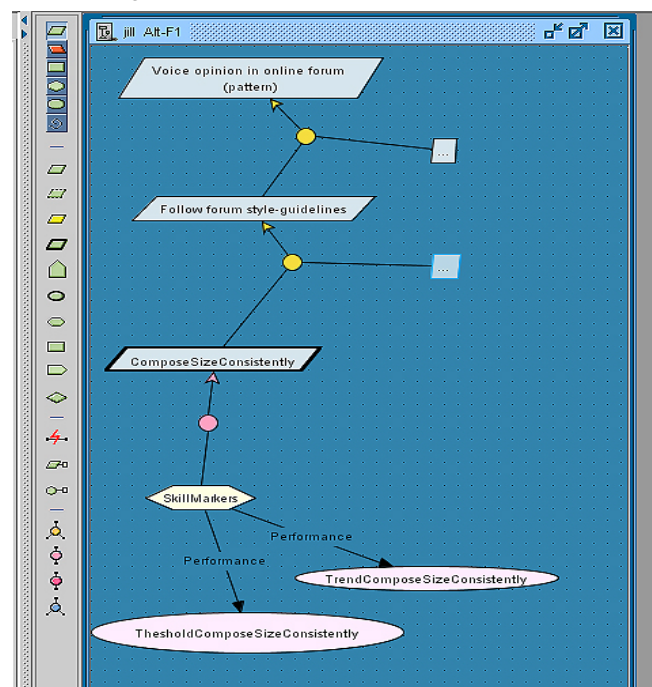 jill Alt-F1
Voice opinion in online forum
(pattern)
...
Follow forum style-guidelines
...
ComposeSizeConsistently
SkillMarkers
Performance
Performance
TrendComposeSizeConsistently
ThesholdComposeSizeConsistently